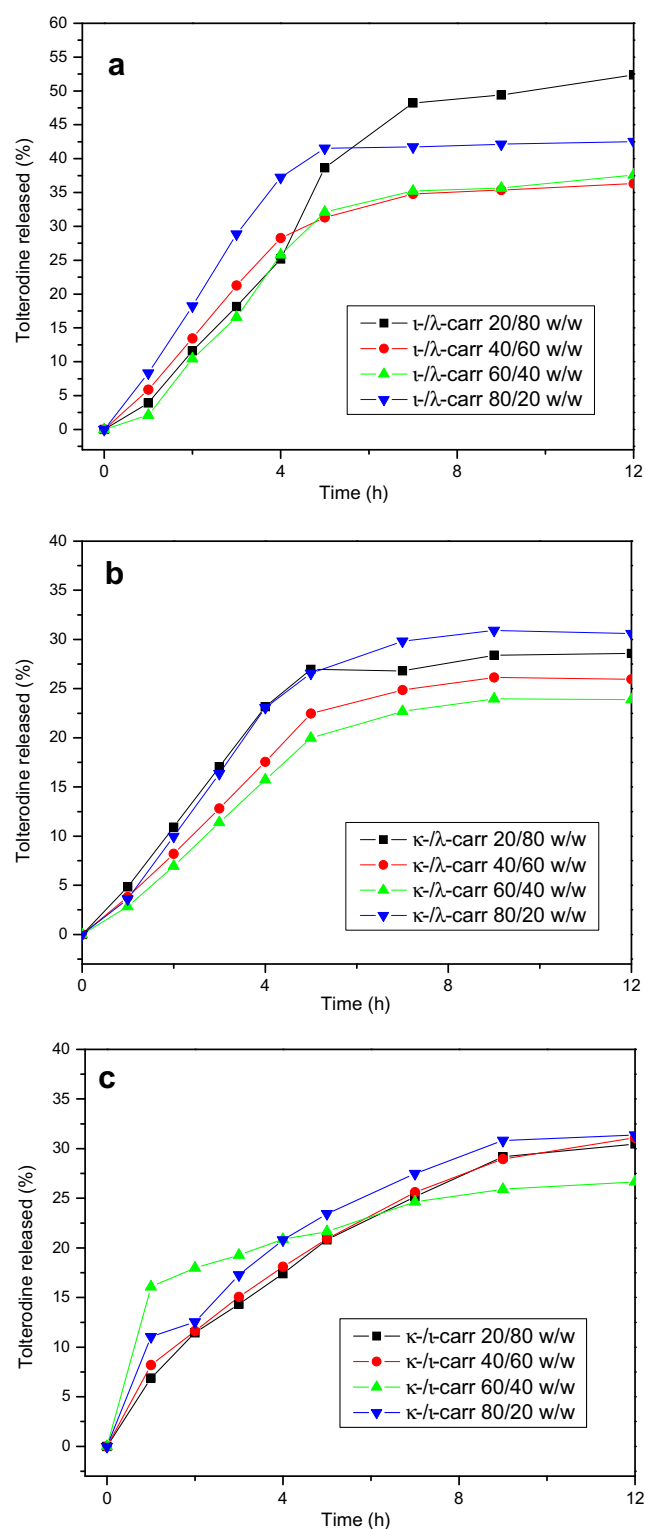 a
Tolterodine released (%)
60
55
50
45
40
35
30
25
20
15
10
5
0
ι-/λ-carr 20/80 w/w
ι-/λ-carr 40/60 w/w
ι-/λ-carr 60/40 w/w
ι-/λ-carr 80/20 w/w
0 4 8 12
Time (h)
b
Tolterodine released (%)
40
35
30
25
20
15
10
5
0
κ-/λ-carr 20/80 w/w
κ-/λ-carr 40/60 w/w
κ-/λ-carr 60/40 w/w
κ-/λ-carr 80/20 w/w
0 4 8 12
Time (h)
c
Tolterodine released (%)
40
35
30
25
20
15
10
5
0
κ-/ι-carr 20/80 w/w
κ-/ι-carr 40/60 w/w
κ-/ι-carr 60/40 w/w
κ-/ι-carr 80/20 w/w
0 4 8 12
Time (h)